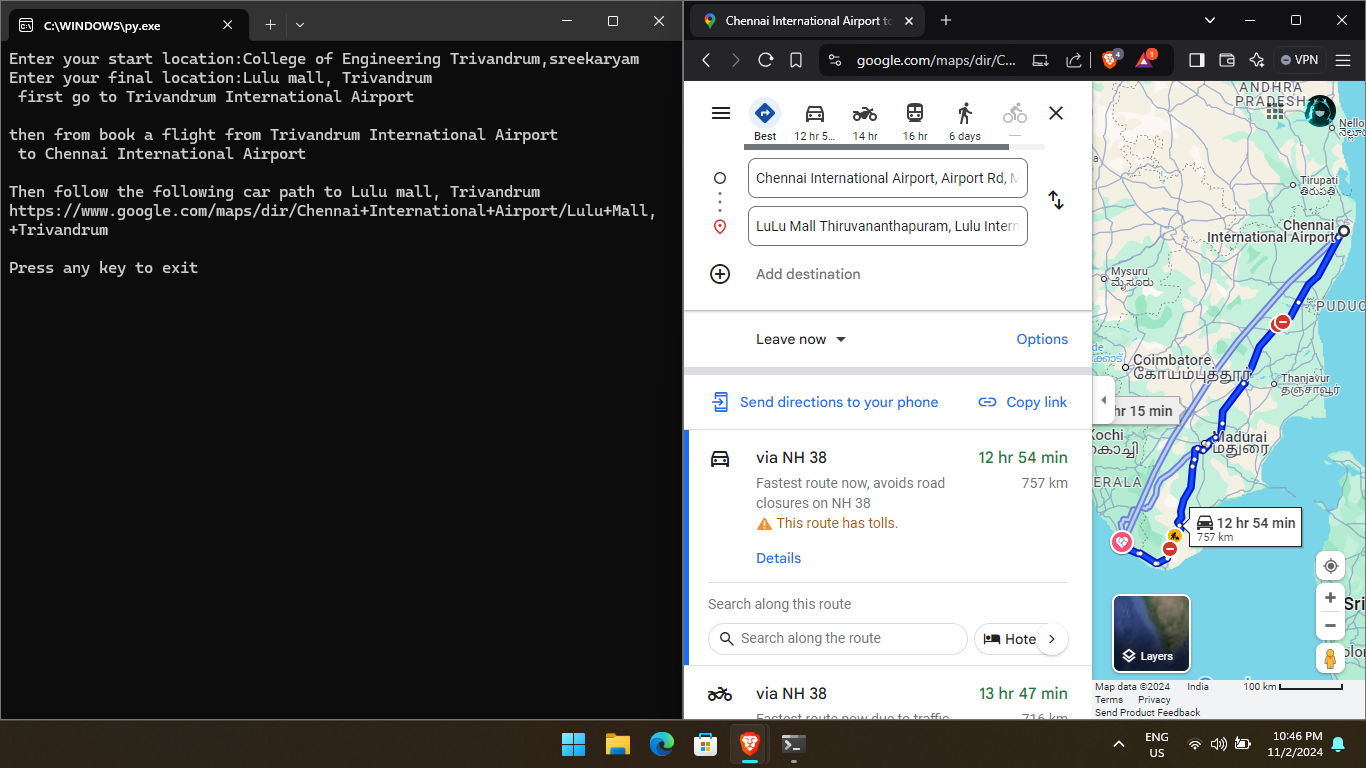 C:\WINDOWS\py.exe
Enter your start location:College of Engineering Trivandrum,sreekaryam
Enter your final location:Lulu mall, Trivandrum
first go to Trivandrum International Airport
then from book a flight from Trivandrum International Airport
to Chennai International Airport
Then follow the following car path to Lulu mall, Trivandrum
https://www.google.com/maps/dir/Chennai+International+Airport/Lulu+Mall,
+Trivandrum
Press any key to exit
Chennai International Airport to
google.com/maps/dir/C...
4
1
VPN
Best
12 hr 5...
14 hr
16 hr
6 days
Chennai International Airport, Airport Rd,
LuLu Mall Thiruvananthapuram, Lulu Intern
Add destination
Leave now
Options
Send directions to your phone
Copy link
via NH 38
12 hr 54 min
Fastest route now, avoids road
closures on NH 38
757 km
This route has tolls.
Details
Search along this route
Search along the route
Hote
via NH 38
13 hr 47 min
Fastest route now due to traffic
716 km
ANDHRA
PRADESH
Nello
Tirupati
తిరుపతి
Chennai
International Airport
Mysuru
ಮೈಸೂರು
PUDUC
Coimbatore
கோயம்புத்தூர்
Thanjavur
தஞ்சாவூர்
hr 15 min
Kochi
കൊച്ചി
Madurai
மதுரை
ERALA
12 hr 54 min
757 km
Sri
Layers
Map data ©2024
India
100 km
Terms
Privacy
Send Product Feedback
ENG
US
10:46 PM
11/2/2024